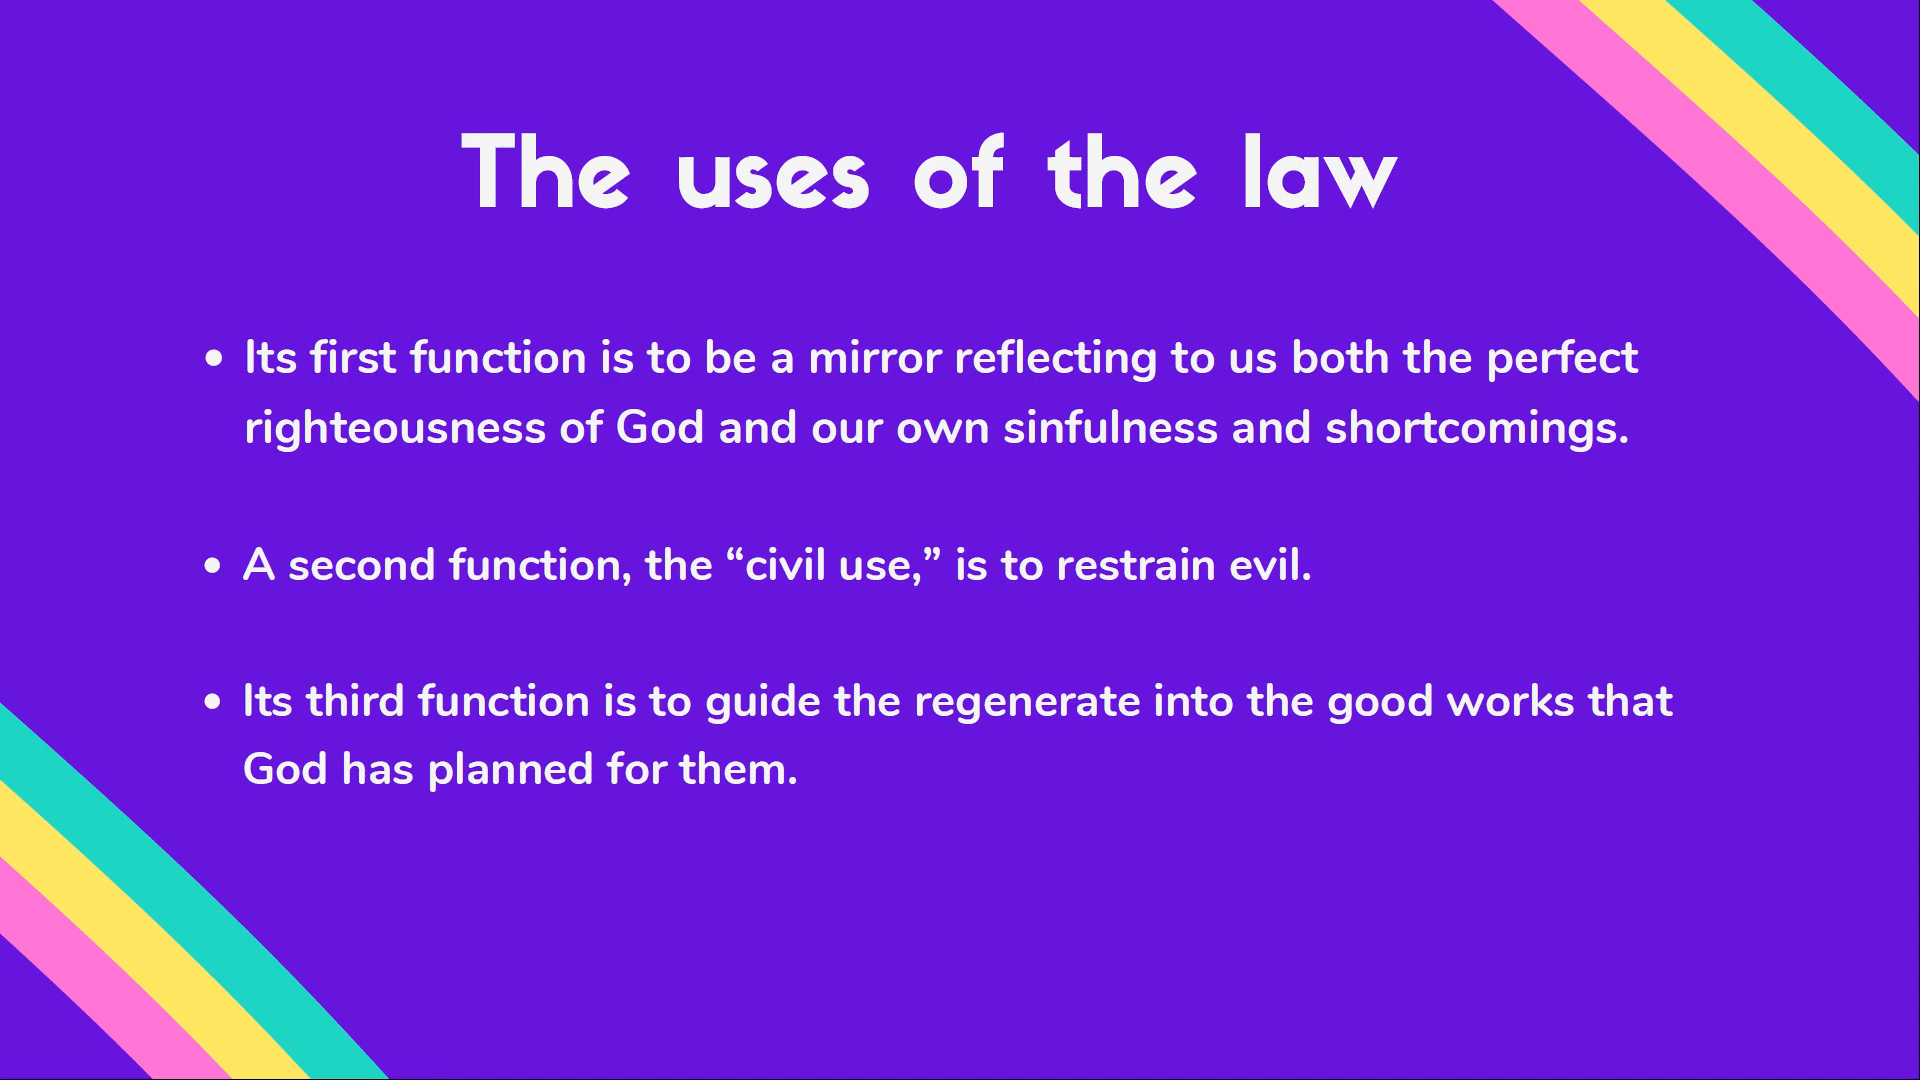 The uses of the law
• Its first function is to be a mirror reflecting to us both the perfect
righteousness of God and our own sinfulness and shortcomings.
• A second function, the “civil use,” is to restrain evil.
• Its third function is to guide the regenerate into the good works that
God has planned for them.